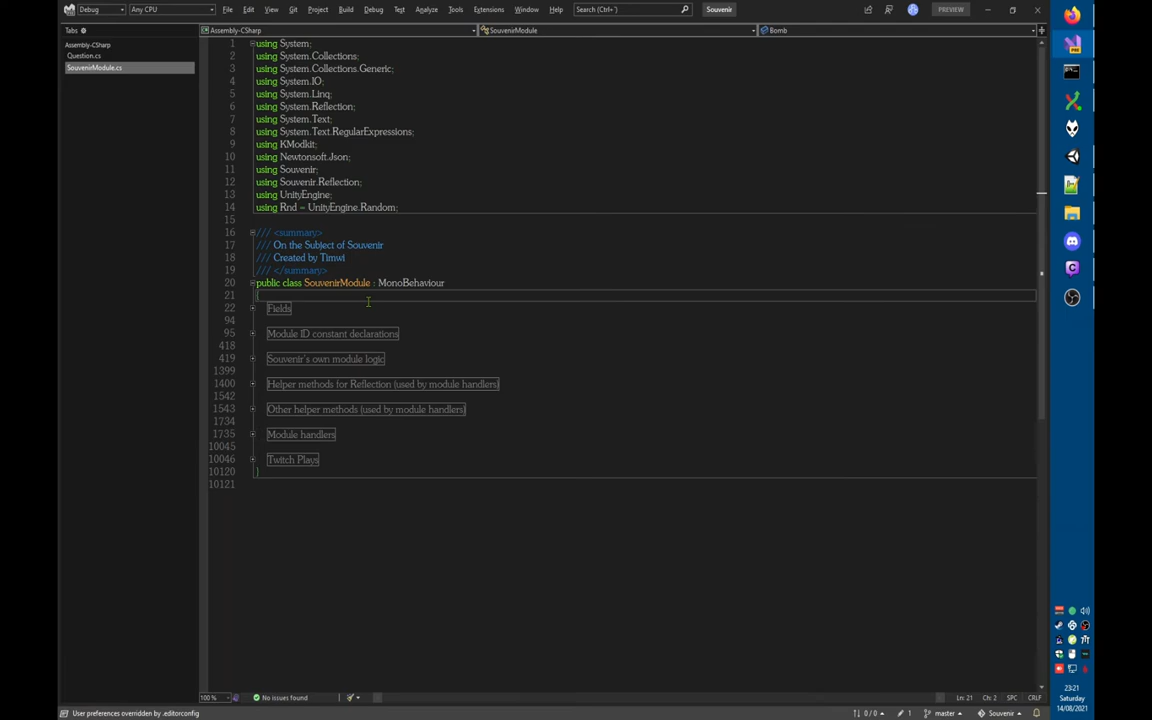 Debug Any CPU File Edit View Git Project Build Debug Test Analyze Tools Extensions Window Help Search (Ctrl+') Souvenir PREVIEW
Tabs
Assembly-CSharp
Question.cs
SouvenirModule.cs
Assembly-CSharp SouvenirModule Bomb
1 using System;
2 using System.Collections;
3 using System.Collections.Generic;
4 using System.IO;
5 using System.Linq;
6 using System.Reflection;
7 using System.Text;
8 using System.Text.RegularExpressions;
9 using KModkit;
10 using Newtonsoft.Json;
11 using Souvenir;
12 using Souvenir.Reflection;
13 using UnityEngine;
14 using Rnd = UnityEngine.Random;
15
16 /// <summary>
17 /// On the Subject of Souvenir
18 /// Created by Timwi
19 /// </summary>
20 public class SouvenirModule : MonoBehaviour
21 {
22 Fields
94
95 Module ID constant declarations
418
419 Souvenir's own module logic
1399
1400 Helper methods for Reflection (used by module handlers)
1542
1543 Other helper methods (used by module handlers)
1734
1735 Module handlers
10045
10046 Twitch Plays
10120 }
10121
100 % No issues found Ln: 21 Ch: 2 SPC CRLF
User preferences overridden by .editorconfig 0 / 0 1 master Souvenir
23:21
Saturday
14/08/2021